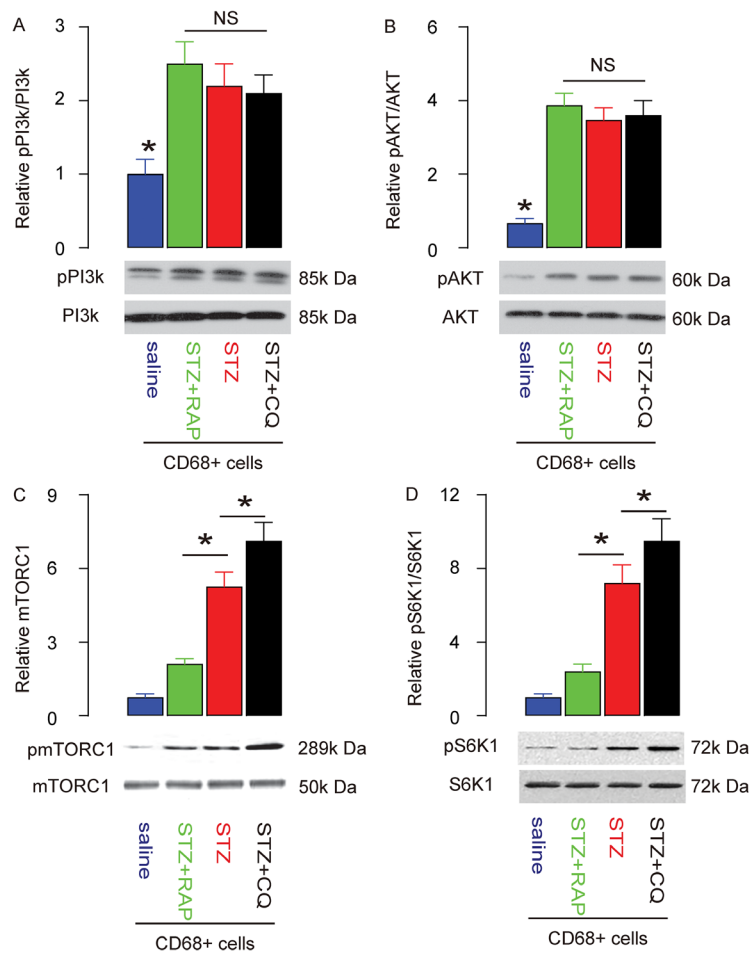 A
Relative pPI3k/PI3k
3
2
1
0
NS
*
pPI3k
85k Da
PI3k
85k Da
saline
STZ+RAP
STZ
STZ+CQ
CD68+ cells
B
Relative pAKT/AKT
6
4
2
0
NS
*
pAKT
60k Da
AKT
60k Da
saline
STZ+RAP
STZ
STZ+CQ
CD68+ cells
C
Relative mTORC1
9
6
3
0
*
*
pmTORC1
289k Da
mTORC1
50k Da
saline
STZ+RAP
STZ
STZ+CQ
CD68+ cells
D
Relative pS6K1/S6K1
12
8
4
0
*
*
pS6K1
72k Da
S6K1
72k Da
saline
STZ+RAP
STZ
STZ+CQ
CD68+ cells